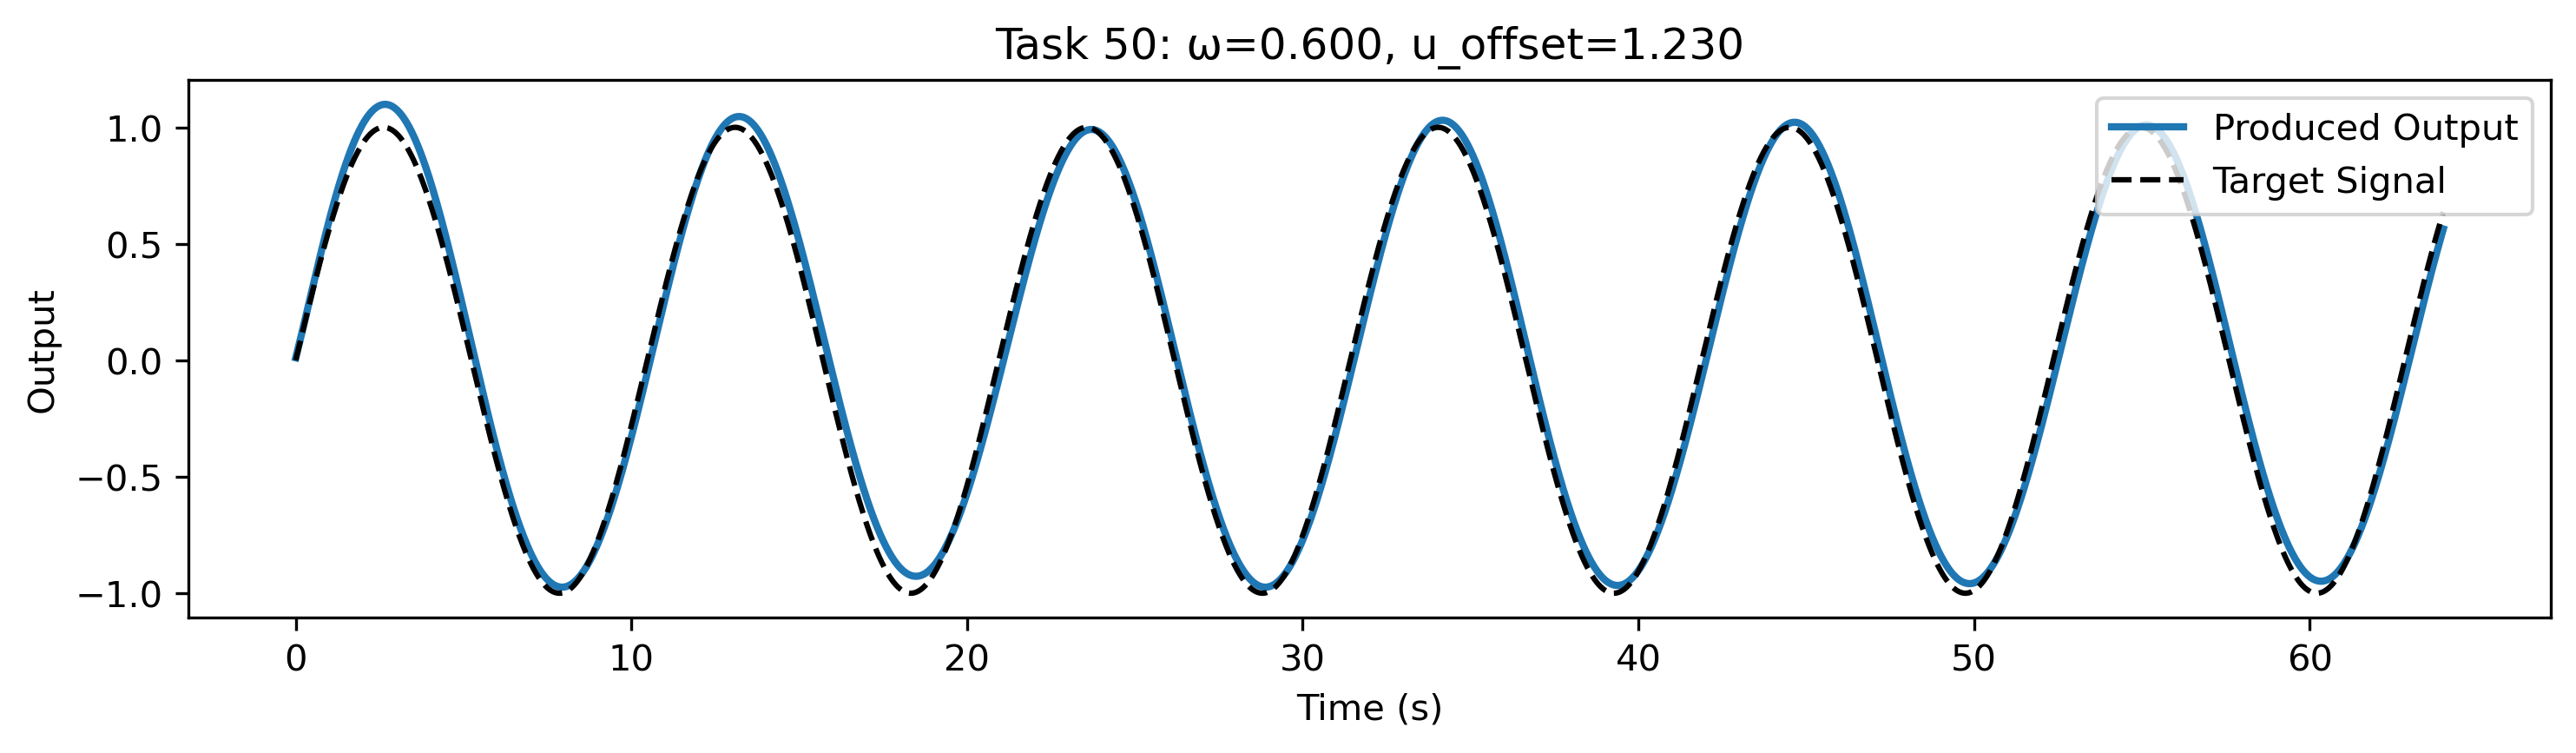 Task 50: ω=0.600, u_offset=1.230
1.0
0.5
0.0
−0.5
−1.0
Output
Produced Output
Target Signal
0 10 20 30 40 50 60
Time (s)